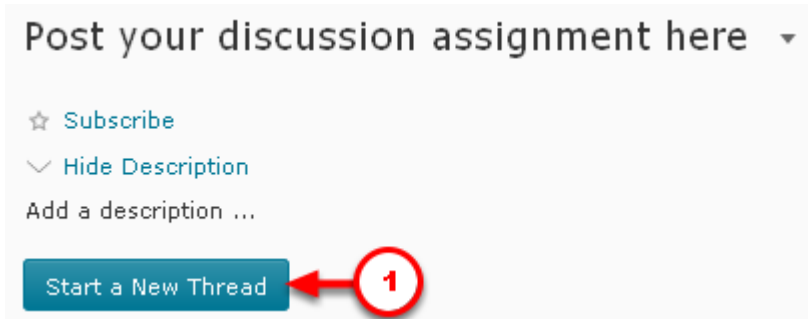 Post your discussion assignment here
Subscribe
Hide Description
Add a description ...
Start a New Thread
1